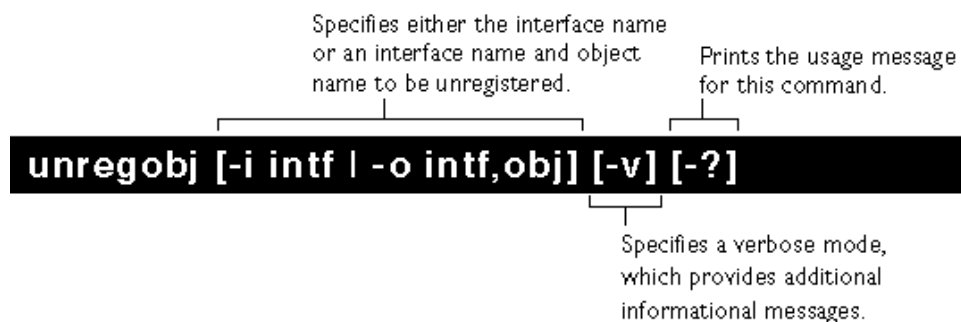 Specifies either the interface name
or an interface name and object
name to be unregistered.
Prints the usage message
for this command.
unregobj [-i intf | -o intf,obj] [-v] [-?]
Specifies a verbose mode,
which provides additional
informational messages.